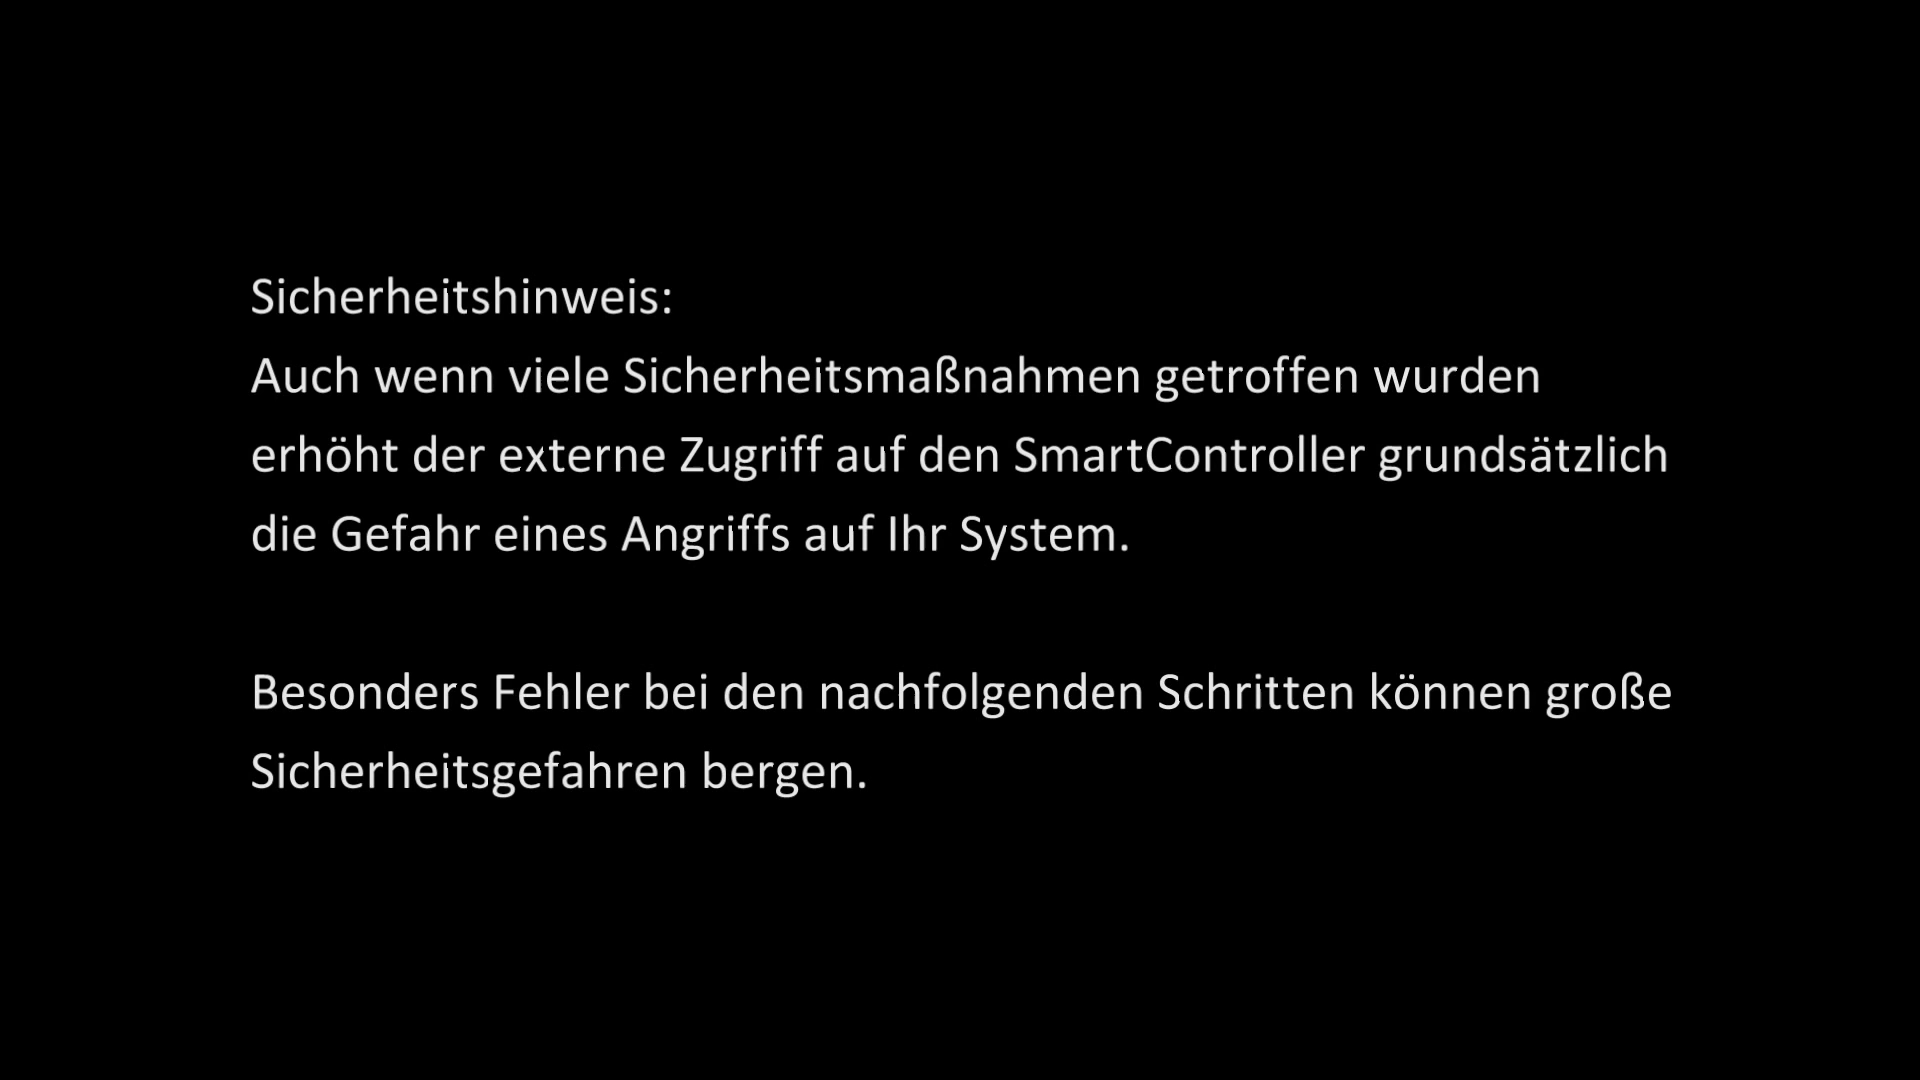 Sicherheitshinweis:
Auch wenn viele Sicherheitsmaßnahmen getroffen wurden
erhöht der externe Zugriff auf den SmartController grundsätzlich
die Gefahr eines Angriffs auf Ihr System.
Besonders Fehler bei den nachfolgenden Schritten können große
Sicherheitsgefahren bergen.